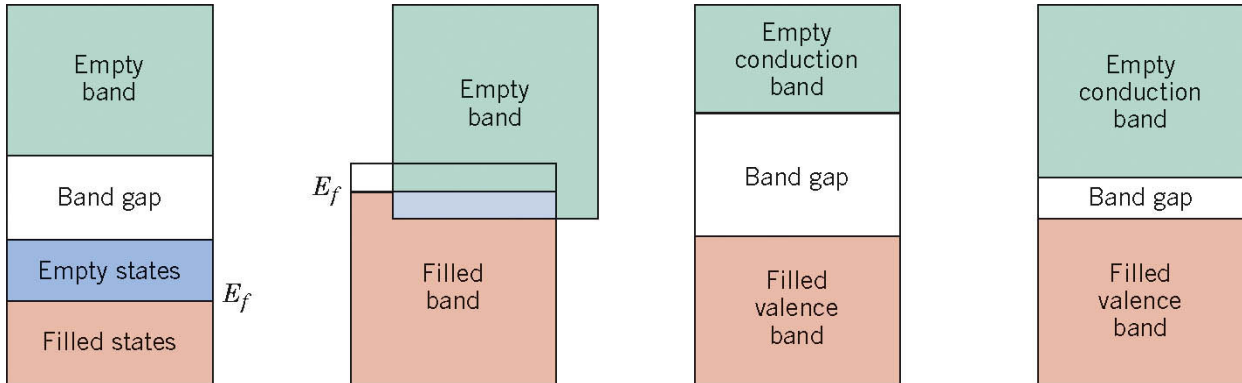 Empty
band
Band gap
Empty states
E_f
Filled states
Empty
band
E_f
Filled
band
Empty
conduction
band
Band gap
Filled
valence
band
Empty
conduction
band
Band gap
Filled
valence
band